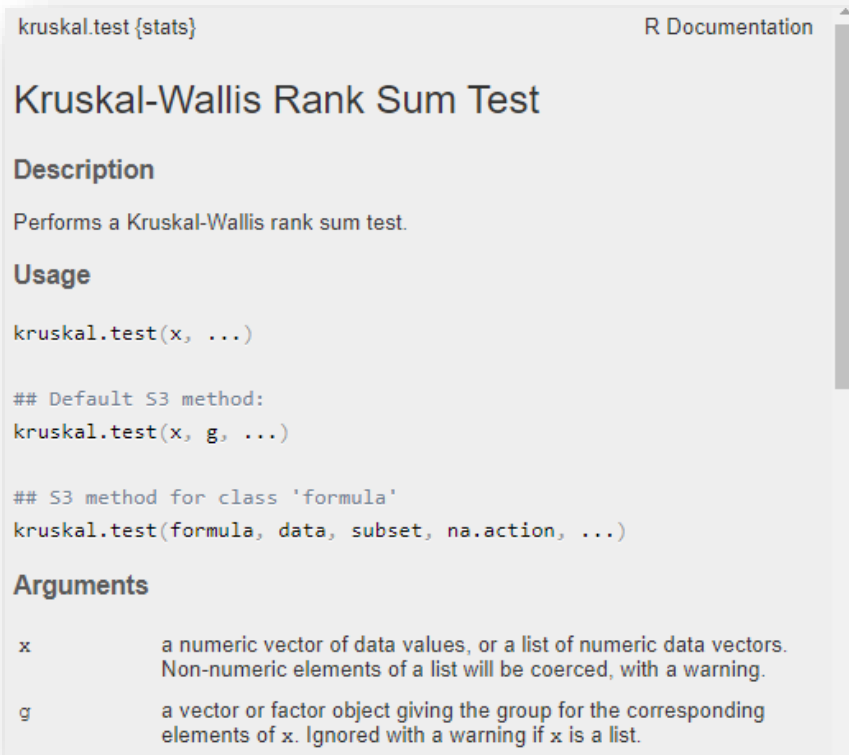 kruskal.test {stats} R Documentation
Kruskal-Wallis Rank Sum Test
Description
Performs a Kruskal-Wallis rank sum test.
Usage
kruskal.test(x, ...)
## Default S3 method:
kruskal.test(x, g, ...)
## S3 method for class 'formula'
kruskal.test(formula, data, subset, na.action, ...)
Arguments
x a numeric vector of data values, or a list of numeric data vectors.
Non-numeric elements of a list will be coerced, with a warning.
g a vector or factor object giving the group for the corresponding
elements of x. Ignored with a warning if x is a list.